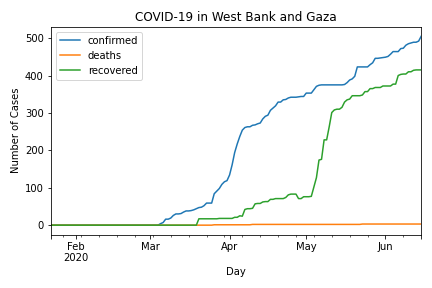 COVID-19 in West Bank and Gaza
confirmed
deaths
recovered
Number of Cases
500
400
300
200
100
0
Feb Mar Apr May Jun
2020
Day